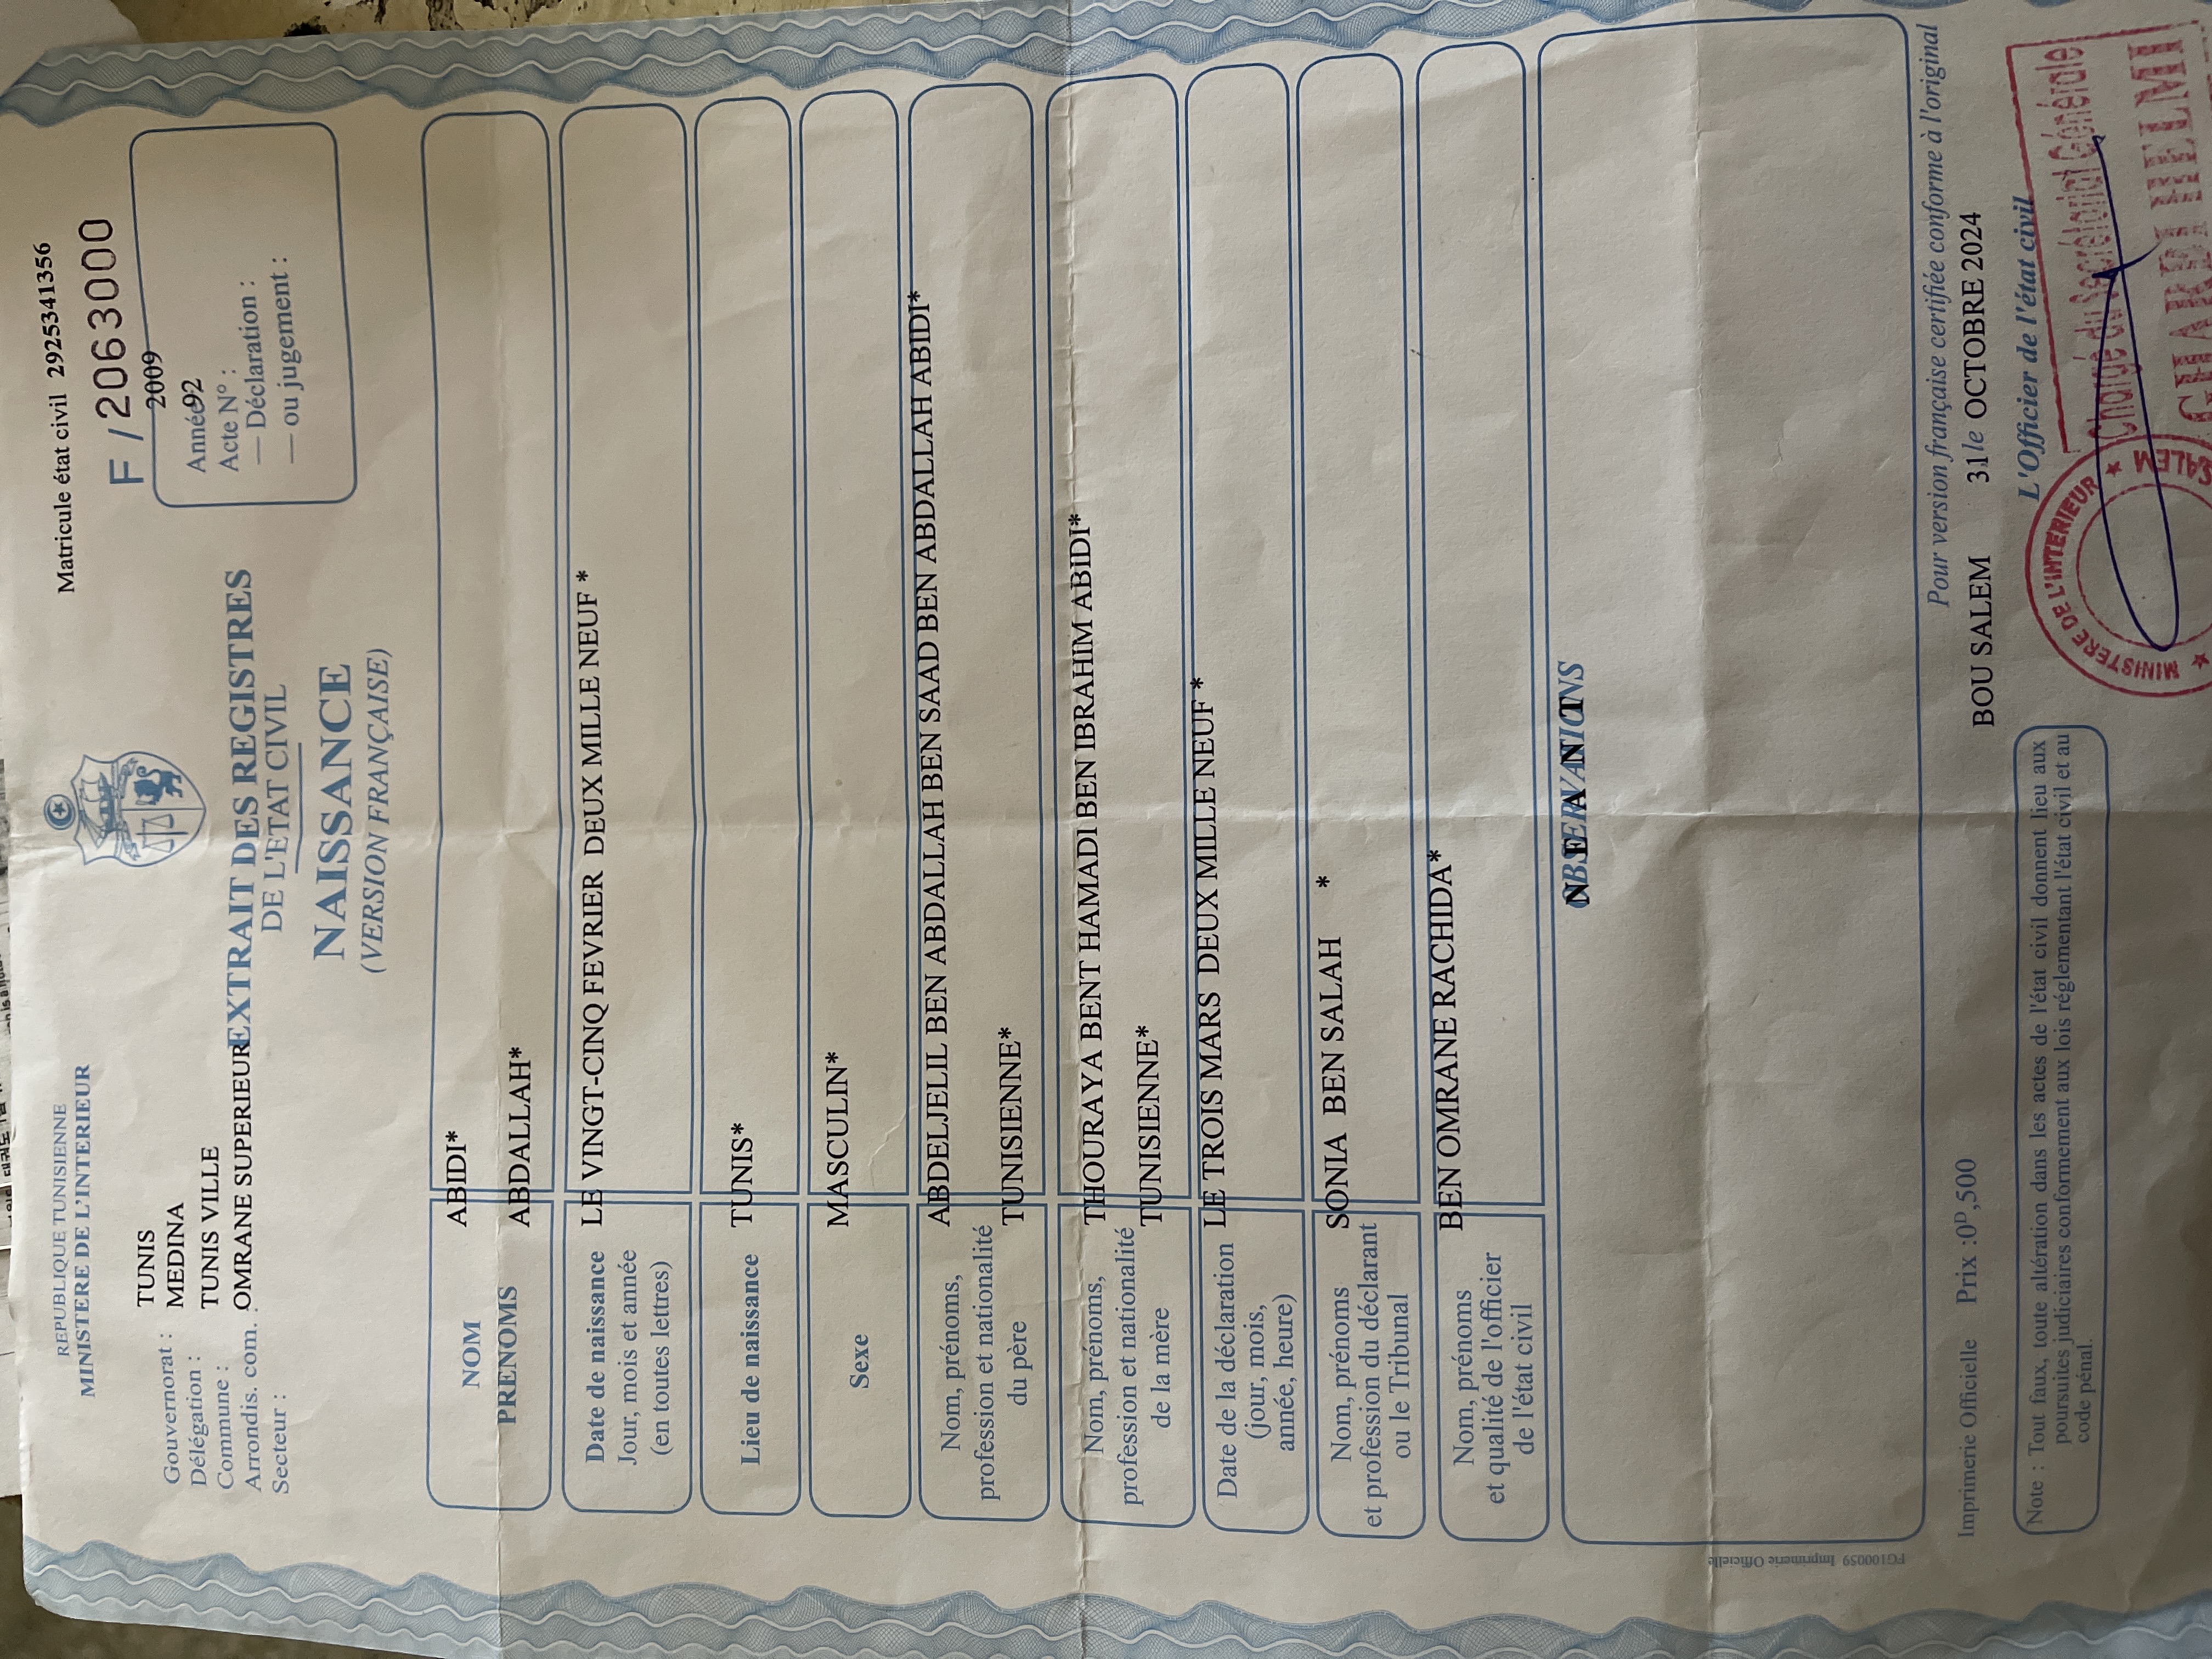 REPUBLIQUE TUNISIENNE
MINISTERE DE L'INTERIEUR
Matricule état civil 2925341356
F / 2063000
Gouvernorat : TUNIS
Délégation : MEDINA
Commune : TUNIS VILLE
Arrondis. com. : OMRANE SUPERIEUR
Secteur :
EXTRAIT DES REGISTRES
DE L'ETAT CIVIL
NAISSANCE
(VERSION FRANÇAISE)
2009
Année 92
Acte N° :
— Déclaration :
— ou jugement :
NOM ABIDI*
PRENOMS ABDALLAH*
Date de naissance LE VINGT-CINQ FEVRIER DEUX MILLE NEUF *
Jour, mois et année
(en toutes lettres)
Lieu de naissance TUNIS*
Sexe MASCULIN*
Nom, prénoms, ABDELJELIL BEN ABDALLAH BEN SAAD BEN ABDALLAH ABIDI*
profession et nationalité
du père TUNISIENNE*
Nom, prénoms, THOURAYA BENT HAMADI BEN IBRAHIM ABIDI*
profession et nationalité
de la mère TUNISIENNE*
Date de la déclaration LE TROIS MARS DEUX MILLE NEUF *
(jour, mois,
année, heure)
Nom, prénoms SONIA BEN SALAH *
et profession du déclarant
ou le Tribunal
Nom, prénoms BEN OMRANE RACHIDA*
et qualité de l'officier
de l'état civil
OBSERVATIONS
NEANT
FG100059 Imprimerie Officielle
Pour version française certifiée conforme à l'original
Imprimerie Officielle Prix :0ᴰ,500
BOU SALEM 31 le OCTOBRE 2024
L'Officier de l'état civil
Note : Tout faux, toute altération dans les actes de l'état civil donnent lieu aux
poursuites judiciaires conformement aux lois réglementant l'état civil et au
code pénal.
MINISTERE DE L'INTERIEUR
SALEM
Chargé du Secrétariat Générale
HELMI